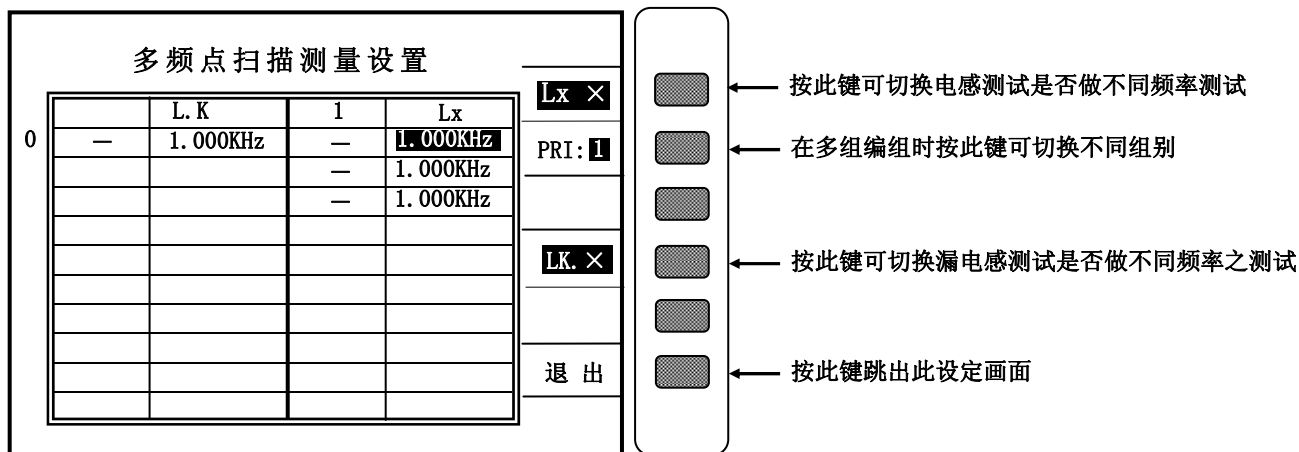 多频点扫描测量设置
L.K 1 Lx
0 — 1.000KHz — 1.000KHz
— 1.000KHz
— 1.000KHz
Lx ×
PRI:1
LK. ×
退 出
按此键可切换电感测试是否做不同频率测试
在多组编组时按此键可切换不同组别
按此键可切换漏电感测试是否做不同频率之测试
按此键跳出此设定画面